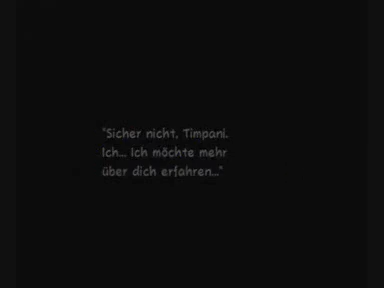 "Sicher nicht, Timpani.
Ich... Ich möchte mehr
über dich erfahren..."